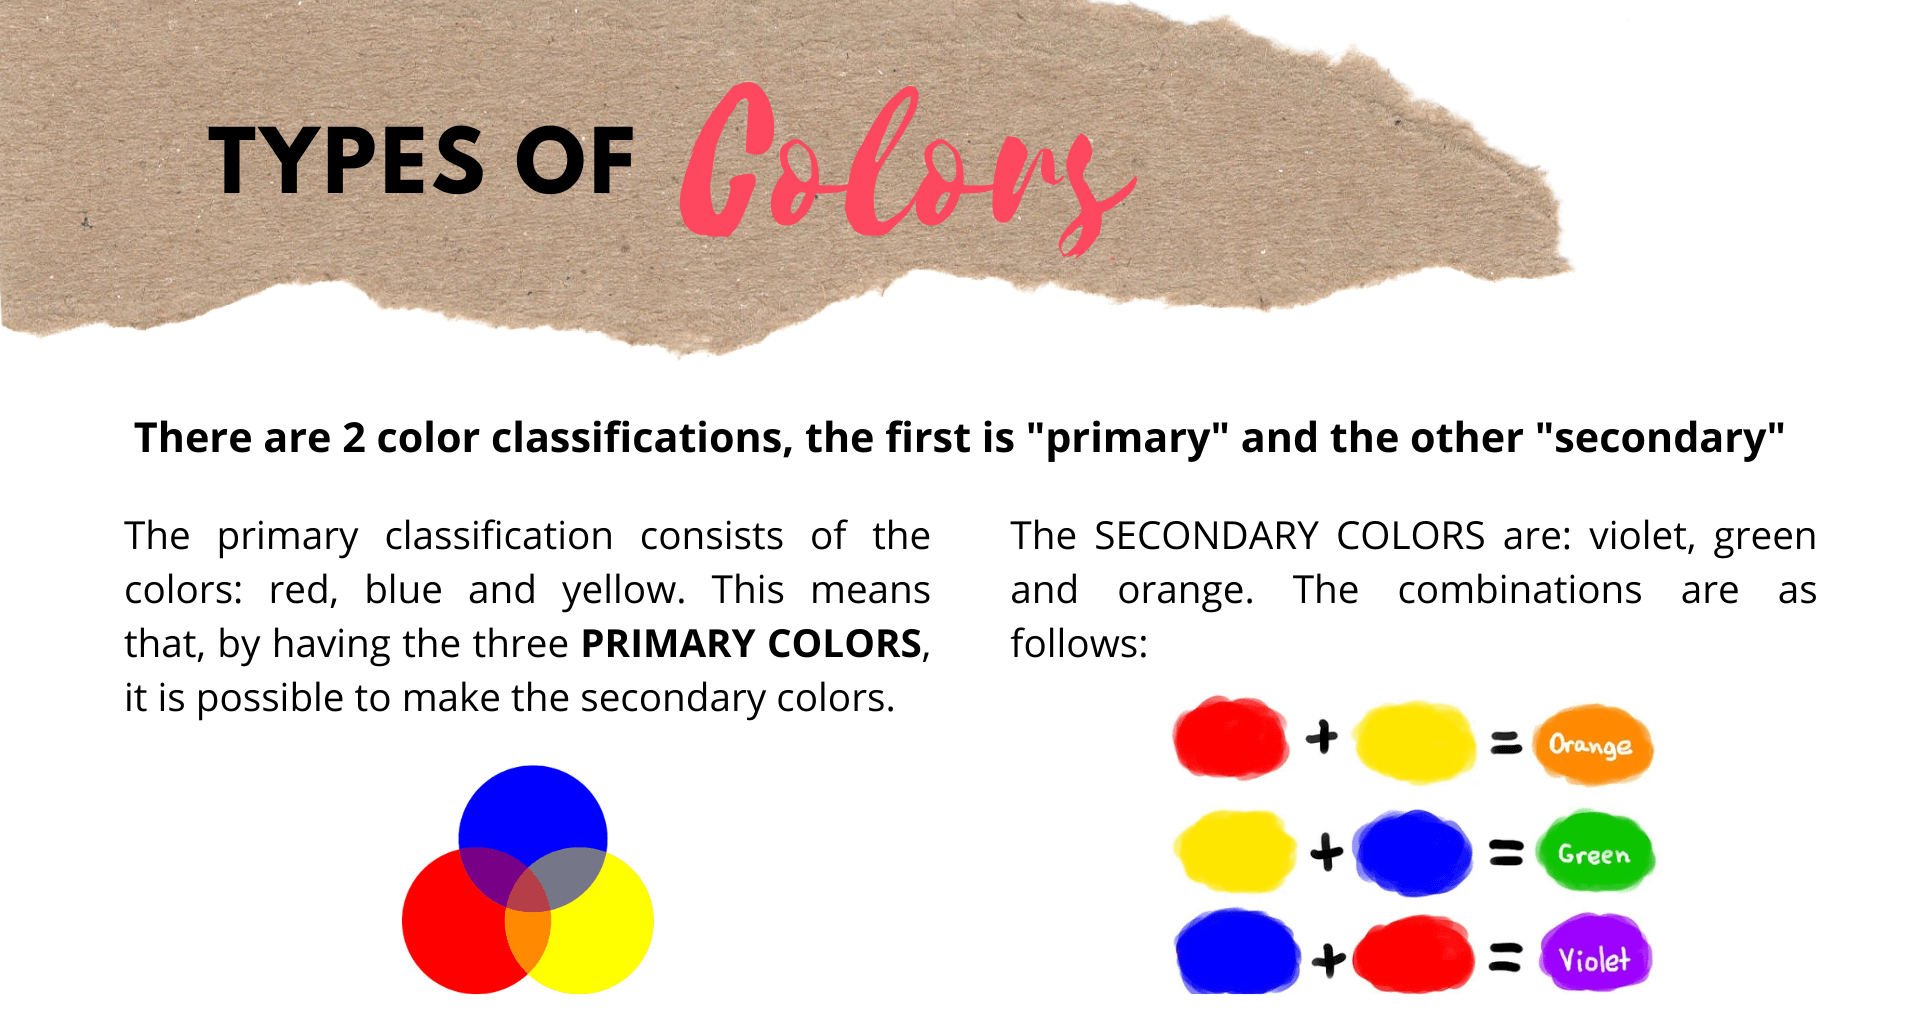 TYPES OF Colors
There are 2 color classifications, the first is "primary" and the other "secondary"
The primary classification consists of the
colors: red, blue and yellow. This means
that, by having the three PRIMARY COLORS,
it is possible to make the secondary colors.
The SECONDARY COLORS are: violet, green
and orange. The combinations are as
follows:
+ = Orange
+ = Green
+ = Violet